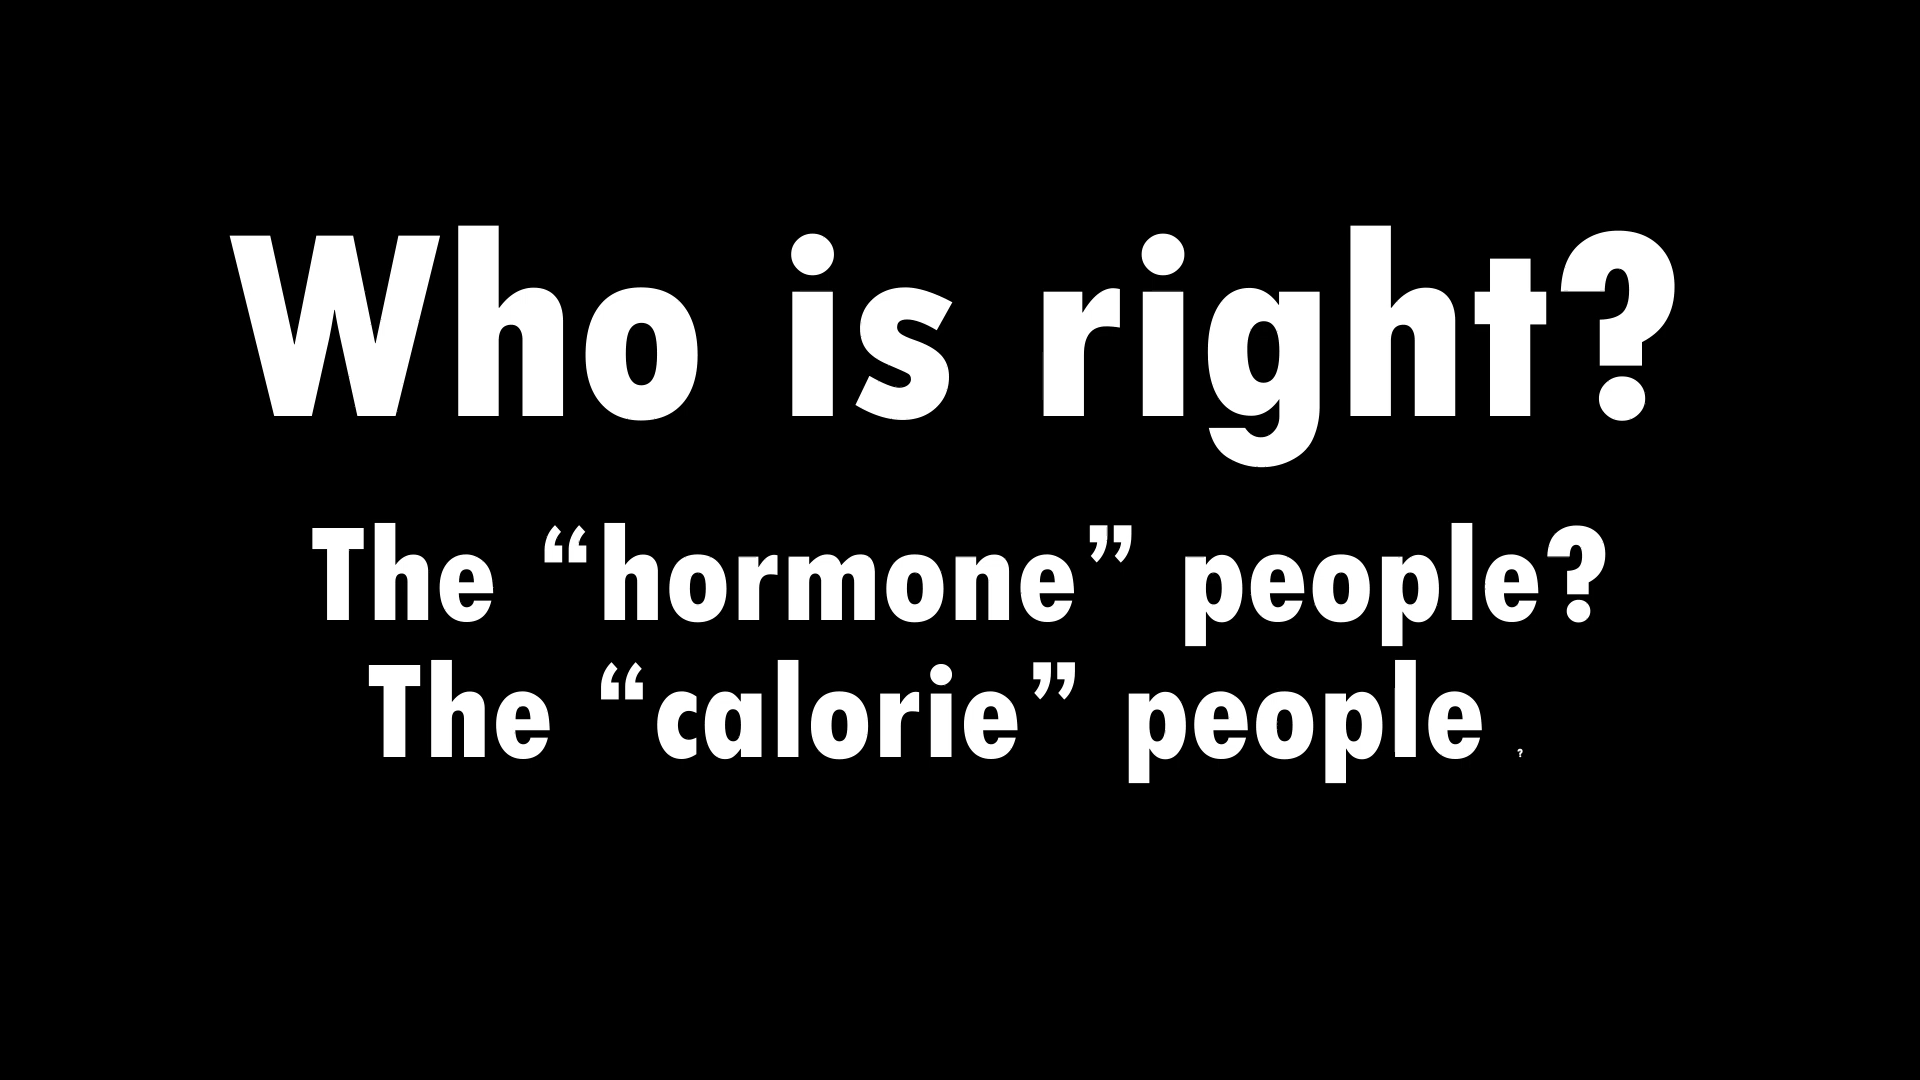 Who is right?
The “hormone” people?
The “calorie” people ?